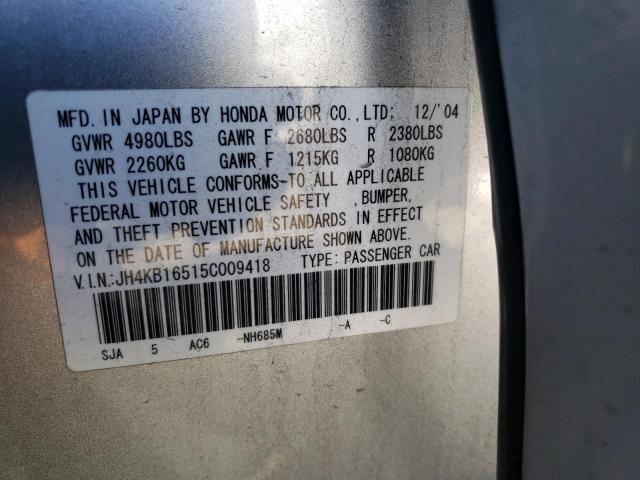 MFD. IN JAPAN BY HONDA MOTOR CO.,LTD; 12/'04
GVWR 4980LBS GAWR F 2680LBS R 2380LBS
GVWR 2260KG GAWR F 1215KG R 1080KG
THIS VEHICLE CONFORMS-TO ALL APPLICABLE
FEDERAL MOTOR VEHICLE SAFETY ,BUMPER,
AND THEFT PREVENTION STANDARDS IN EFFECT
ON THE DATE OF MANUFACTURE SHOWN ABOVE.
V.I.N.:JH4KB16515C009418 TYPE: PASSENGER CAR
SJA 5 AC6 -NH685M -A -C